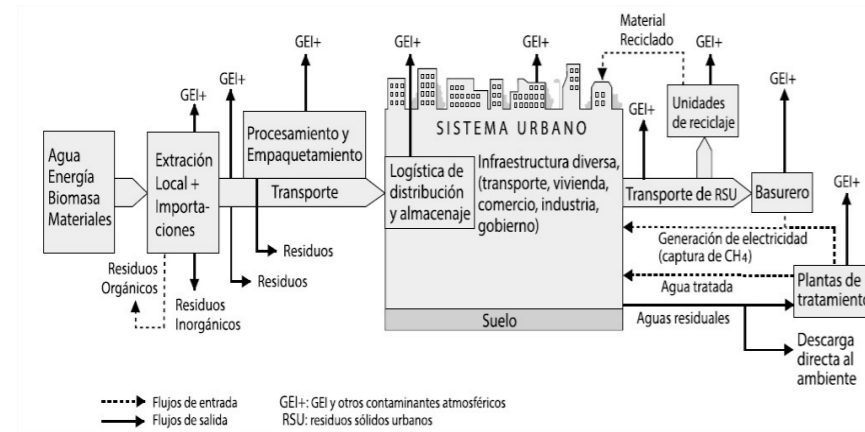 Material
Reciclado
GEI+
GEI+
GEI+
GEI+
GEI+
GEI+
GEI+
GEI+
GEI+
Unidades
de reciclaje
SISTEMA URBANO
Procesamiento y
Empaquetamiento
Agua
Energía
Biomasa
Materiales
Extracción
Local +
Importa-
ciones
Transporte
Logística de
distribución
y almacenaje
Infraestructura diversa,
(transporte, vivienda,
comercio, industria,
gobierno)
Transporte de RSU
Basurero
Generación de electricidad
(captura de CH4)
Residuos
Orgánicos
Residuos
Inorgánicos
Residuos
Residuos
Agua tratada
Plantas de
tratamiento
Suelo
Aguas residuales
Descarga
directa al
ambiente
Flujos de entrada
GEI+: GEI y otros contaminantes atmosféricos
Flujos de salida
RSU: residuos sólidos urbanos